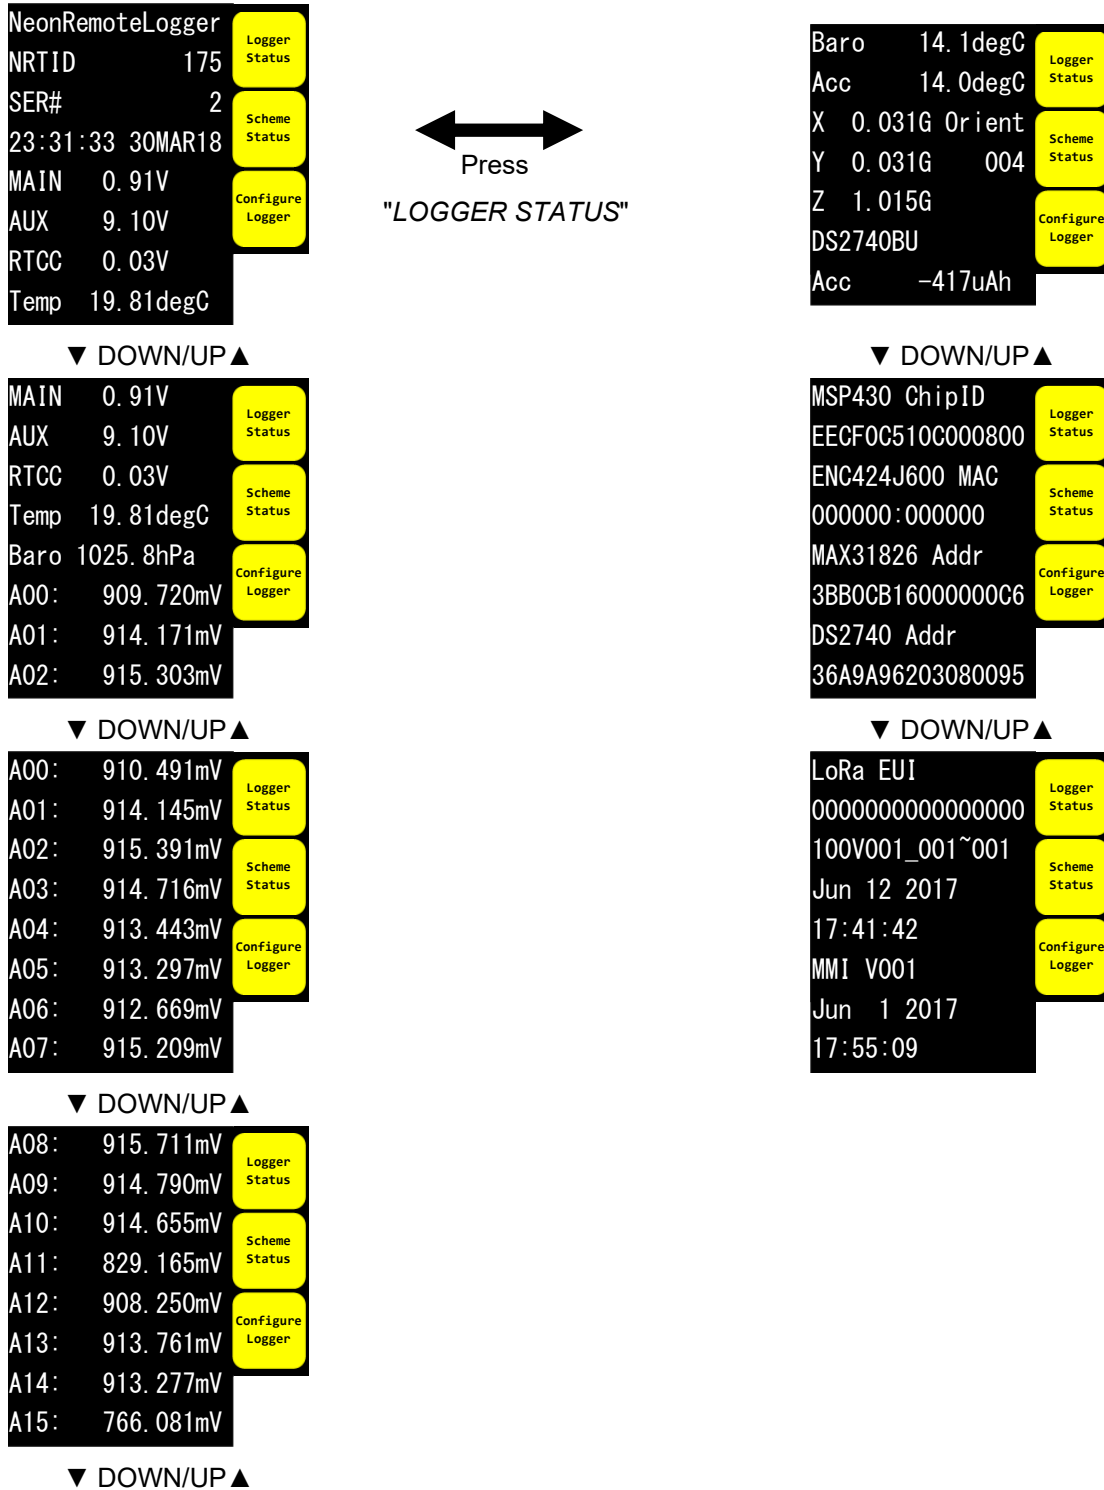 NeonRemoteLogger
NRTID 175
SER# 2
23:31:33 30MAR18
MAIN 0.91V
AUX 9.10V
RTCC 0.03V
Temp 19.81degC
Logger
Status
Scheme
Status
Configure
Logger
▼ DOWN/UP▲
MAIN 0.91V
AUX 9.10V
RTCC 0.03V
Temp 19.81degC
Baro 1025.8hPa
A00: 909.720mV
A01: 914.171mV
A02: 915.303mV
Logger
Status
Scheme
Status
Configure
Logger
▼ DOWN/UP▲
A00: 910.491mV
A01: 914.145mV
A02: 915.391mV
A03: 914.716mV
A04: 913.443mV
A05: 913.297mV
A06: 912.669mV
A07: 915.209mV
Logger
Status
Scheme
Status
Configure
Logger
▼ DOWN/UP▲
A08: 915.711mV
A09: 914.790mV
A10: 914.655mV
A11: 829.165mV
A12: 908.250mV
A13: 913.761mV
A14: 913.277mV
A15: 766.081mV
Logger
Status
Scheme
Status
Configure
Logger
▼ DOWN/UP▲
Press
"LOGGER STATUS"
Baro 14.1degC
Acc 14.0degC
X 0.031G Orient
Y 0.031G 004
Z 1.015G
DS2740BU
Acc -417uAh
Logger
Status
Scheme
Status
Configure
Logger
▼ DOWN/UP▲
MSP430 ChipID
EECF0C510C000800
ENC424J600 MAC
000000:000000
MAX31826 Addr
3BB0CB16000000C6
DS2740 Addr
36A9A96203080095
Logger
Status
Scheme
Status
Configure
Logger
▼ DOWN/UP▲
LoRa EUI
0000000000000000
100V001_001~001
Jun 12 2017
17:41:42
MMI V001
Jun 1 2017
17:55:09
Logger
Status
Scheme
Status
Configure
Logger